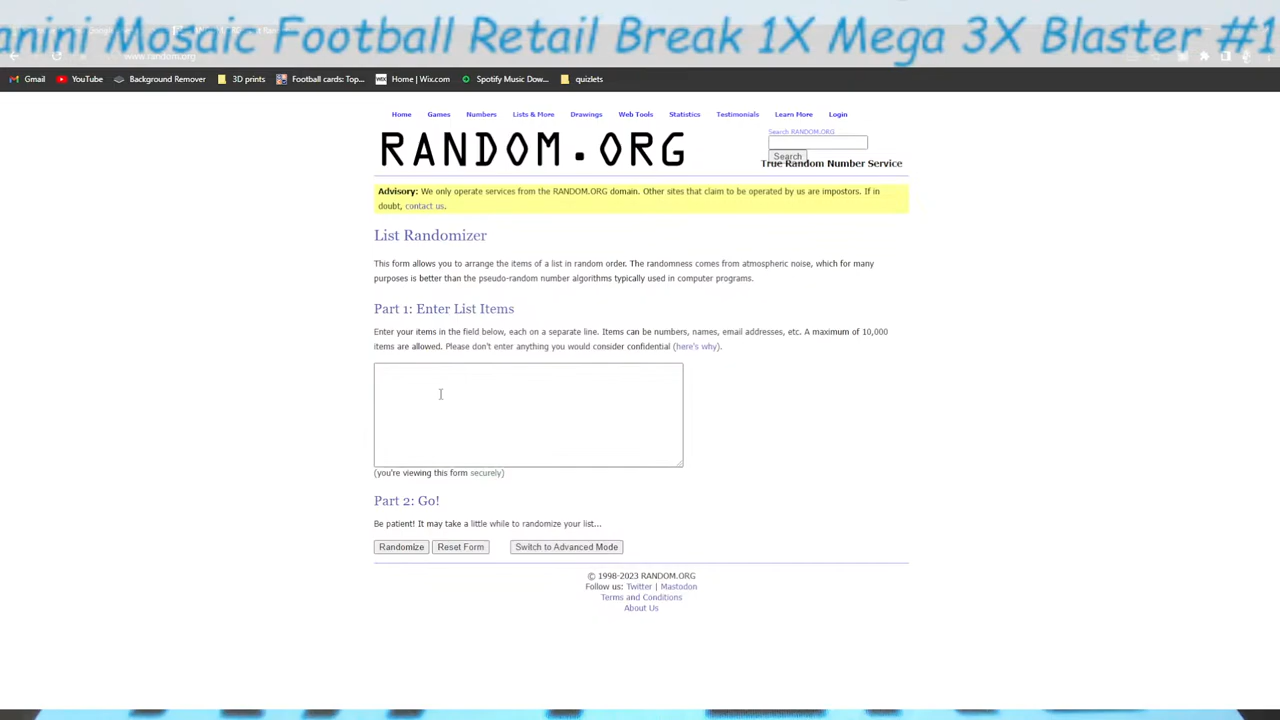 anini Mosaic Football Retail Break 1X Mega 3X Blaster #1
www.random.org
Gmail YouTube Background Remover 3D prints Football cards: Top... Home | Wix.com Spotify Music Dow... quizlets
Home Games Numbers Lists & More Drawings Web Tools Statistics Testimonials Learn More Login
RANDOM.ORG
Search RANDOM.ORG
Search
True Random Number Service
Advisory: We only operate services from the RANDOM.ORG domain. Other sites that claim to be operated by us are impostors. If in
doubt, contact us.
List Randomizer
This form allows you to arrange the items of a list in random order. The randomness comes from atmospheric noise, which for many
purposes is better than the pseudo-random number algorithms typically used in computer programs.
Part 1: Enter List Items
Enter your items in the field below, each on a separate line. Items can be numbers, names, email addresses, etc. A maximum of 10,000
items are allowed. Please don't enter anything you would consider confidential (here's why).
(you're viewing this form securely)
Part 2: Go!
Be patient! It may take a little while to randomize your list...
Randomize Reset Form Switch to Advanced Mode
© 1998-2023 RANDOM.ORG
Follow us: Twitter | Mastodon
Terms and Conditions
About Us